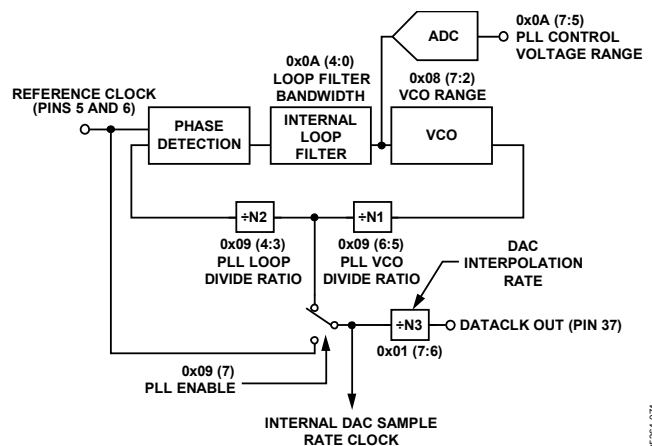 0x0A (7:5)
PLL CONTROL
VOLTAGE RANGE
ADC
0x0A (4:0)
LOOP FILTER
BANDWIDTH
0x08 (7:2)
VCO RANGE
REFERENCE CLOCK
(PINS 5 AND 6)
PHASE
DETECTION
INTERNAL
LOOP
FILTER
VCO
÷N2
÷N1
0x09 (4:3)
PLL LOOP
DIVIDE RATIO
0x09 (6:5)
PLL VCO
DIVIDE RATIO
DAC
INTERPOLATION
RATE
÷N3
DATACLK OUT (PIN 37)
0x01 (7:6)
0x09 (7)
PLL ENABLE
INTERNAL DAC SAMPLE
RATE CLOCK